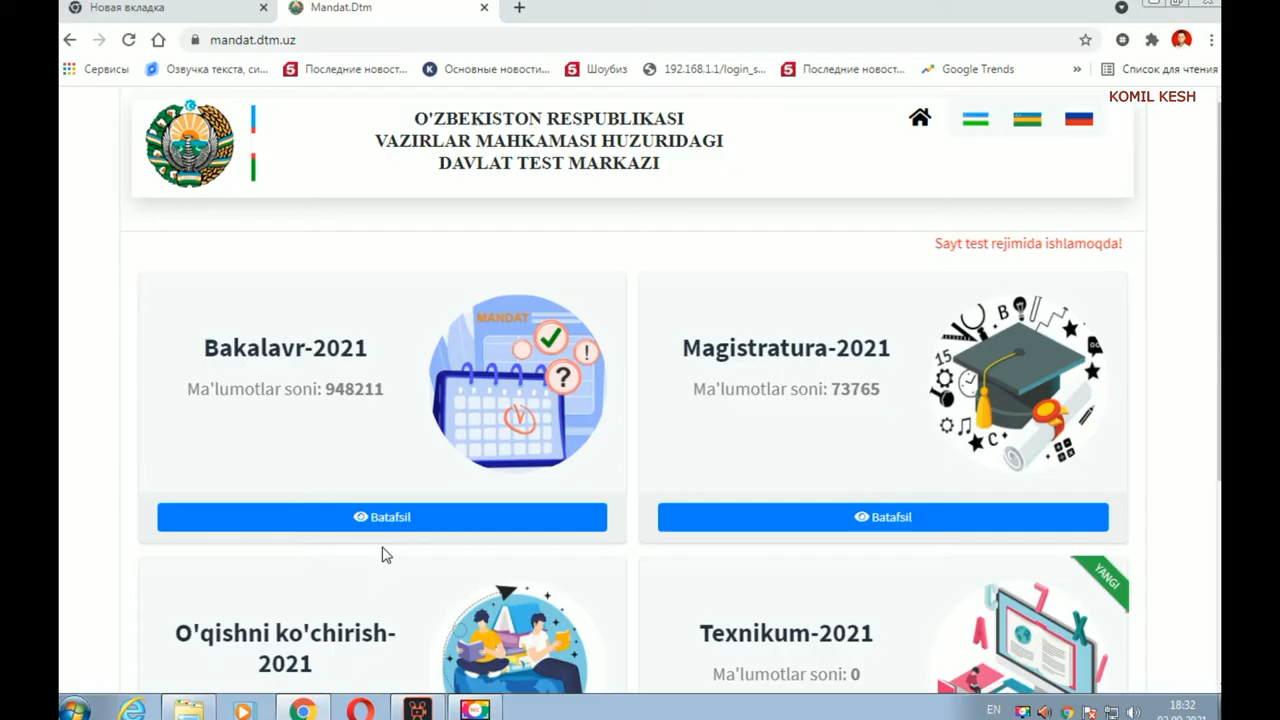 Новая вкладка
Mandat.Dtm
mandat.dtm.uz
Сервисы
Озвучка текста, си...
Последние новост...
Основные новости...
Шоубиз
192.168.1.1/login_s...
Последние новост...
Google Trends
»
Список для чтения
KOMIL KESH
O'ZBEKISTON RESPUBLIKASI
VAZIRLAR MAHKAMASI HUZURIDAGI
DAVLAT TEST MARKAZI
Sayt test rejimida ishlamoqda!
Bakalavr-2021
Ma'lumotlar soni: 948211
MANDAT
Batafsil
Magistratura-2021
Ma'lumotlar soni: 73765
Batafsil
O'qishni ko'chirish-
2021
Texnikum-2021
Ma'lumotlar soni: 0
YANGI
EN
18:32